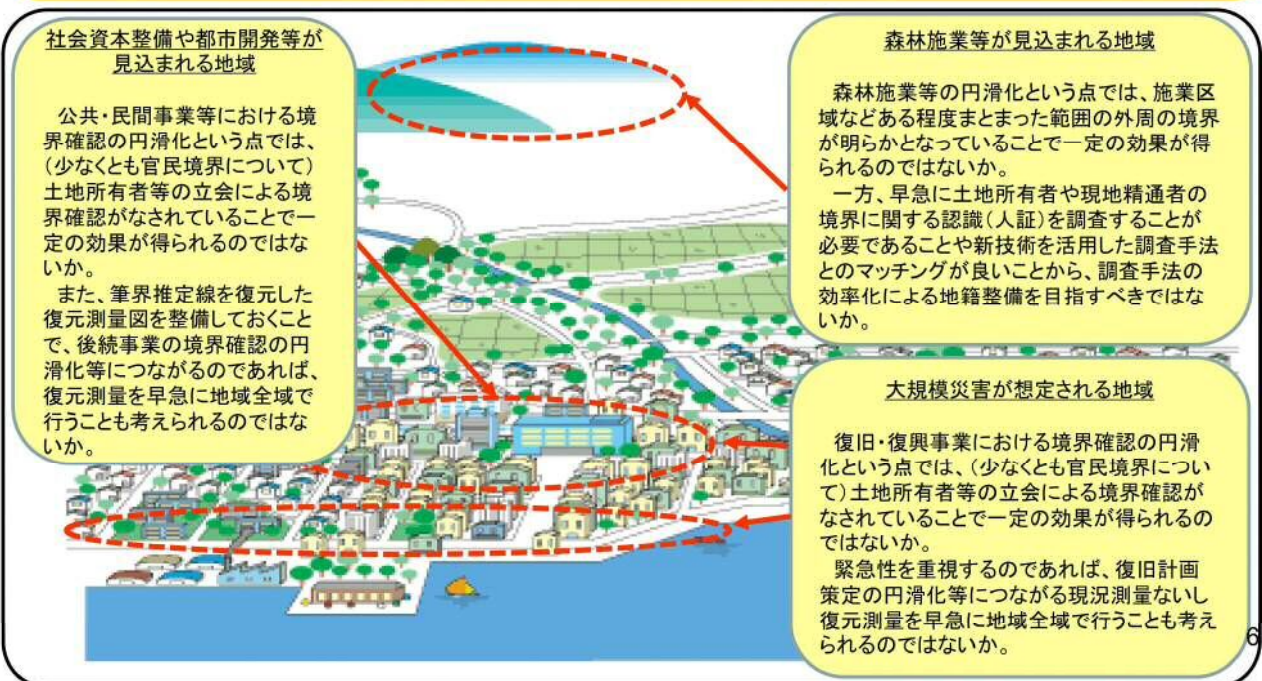 社会資本整備や都市開発等が
見込まれる地域
公共・民間事業等における境
界確認の円滑化という点では、
(少なくとも官民境界について)
土地所有者等の立会による境
界確認がなされていることで一
定の効果が得られるのではな
いか。
また、筆界推定線を復元した
復元測量図を整備しておくこと
で、後続事業の境界確認の円
滑化等につながるのであれば、
復元測量を早急に地域全域で
行うことも考えられるのではな
いか。
森林施業等が見込まれる地域
森林施業等の円滑化という点では、施業区
域などある程度まとまった範囲の外周の境界
が明らかとなっていることで一定の効果が得
られるのではないか。
一方、早急に土地所有者や現地精通者の
境界に関する認識(人証)を調査することが
必要であることや新技術を活用した調査手法
とのマッチングが良いことから、調査手法の
効率化による地籍整備を目指すべきではな
いか。
大規模災害が想定される地域
復旧・復興事業における境界確認の円滑
化という点では、(少なくとも官民境界につい
て)土地所有者等の立会による境界確認が
なされていることで一定の効果が得られるの
ではないか。
緊急性を重視するのであれば、復旧計画
策定の円滑化等につながる現況測量ないし
復元測量を早急に地域全域で行うことも考え
られるのではないか。
6